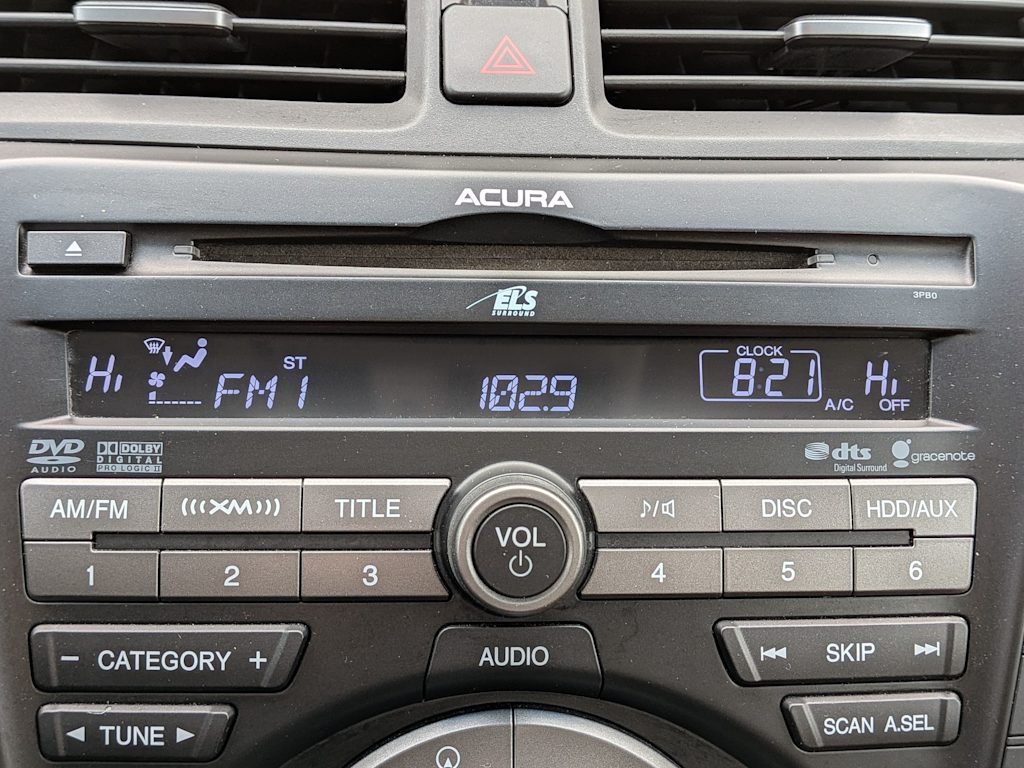 ACURA
3PB0
ELS
SURROUND
Hi
ST
FM1
102.9
CLOCK
8:21
A/C
Hi
OFF
DVD
AUDIO
DOLBY
DIGITAL
PRO LOGIC II
dts
Digital Surround
gracenote
AM/FM
XM
TITLE
VOL
DISC
HDD/AUX
1
2
3
4
5
6
- CATEGORY +
AUDIO
SKIP
TUNE
SCAN A.SEL